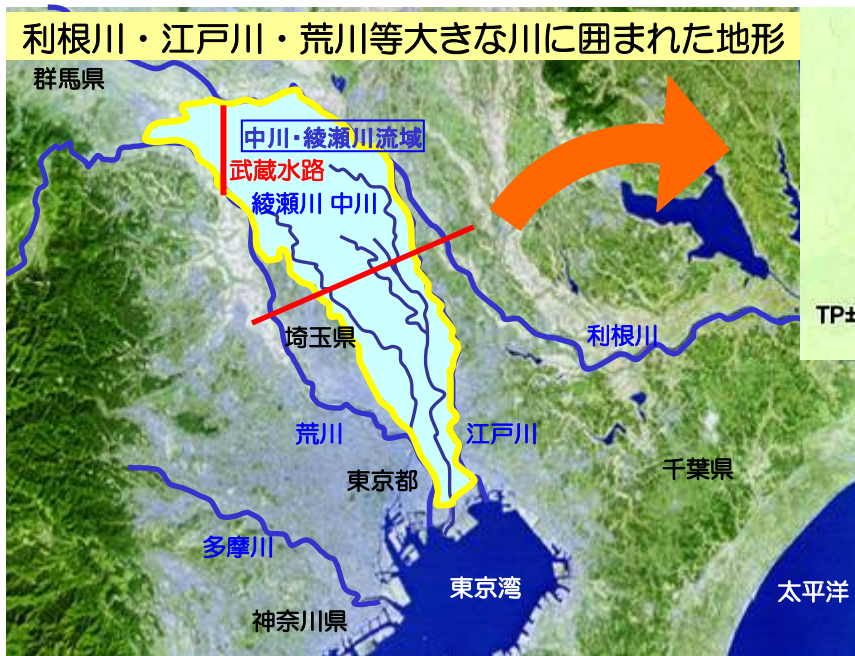 利根川・江戸川・荒川等大きな川に囲まれた地形
群馬県
中川・綾瀬川流域
武蔵水路
綾瀬川 中川
TP±
利根川
埼玉県
荒川
江戸川
千葉県
東京都
多摩川
東京湾
太平洋
神奈川県